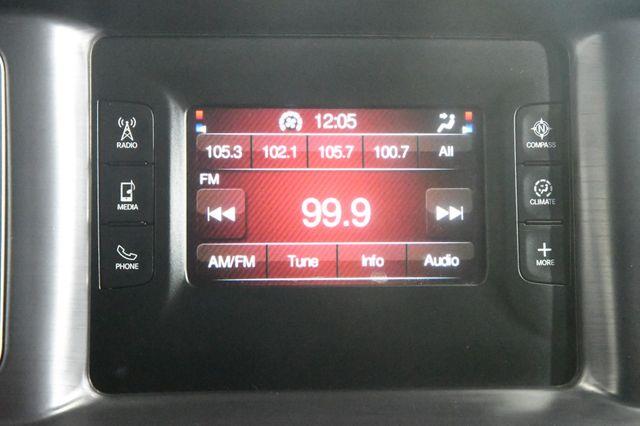 12:05
105.3 102.1 105.7 100.7 All
FM
99.9
AM/FM Tune Info Audio
RADIO
MEDIA
PHONE
N
COMPASS
CLIMATE
MORE